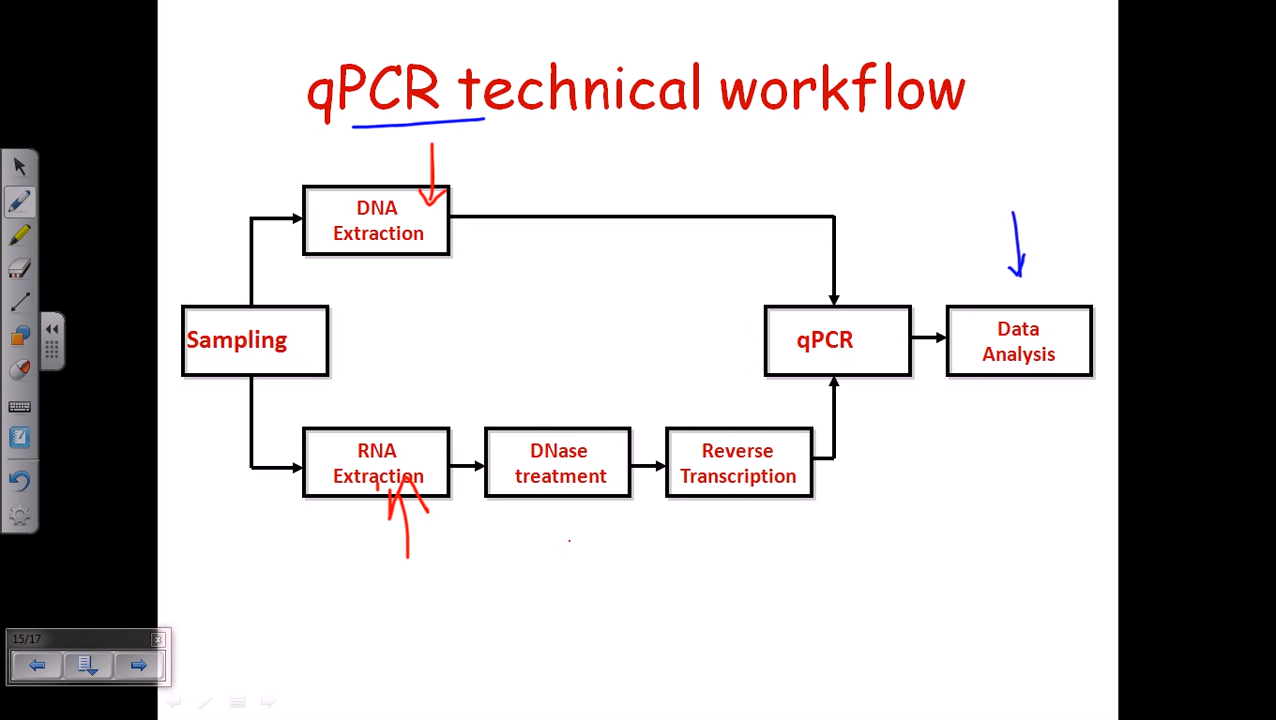 qPCR technical workflow
DNA
Extraction
Sampling
qPCR
Data
Analysis
RNA
Extraction
DNase
treatment
Reverse
Transcription
15/17